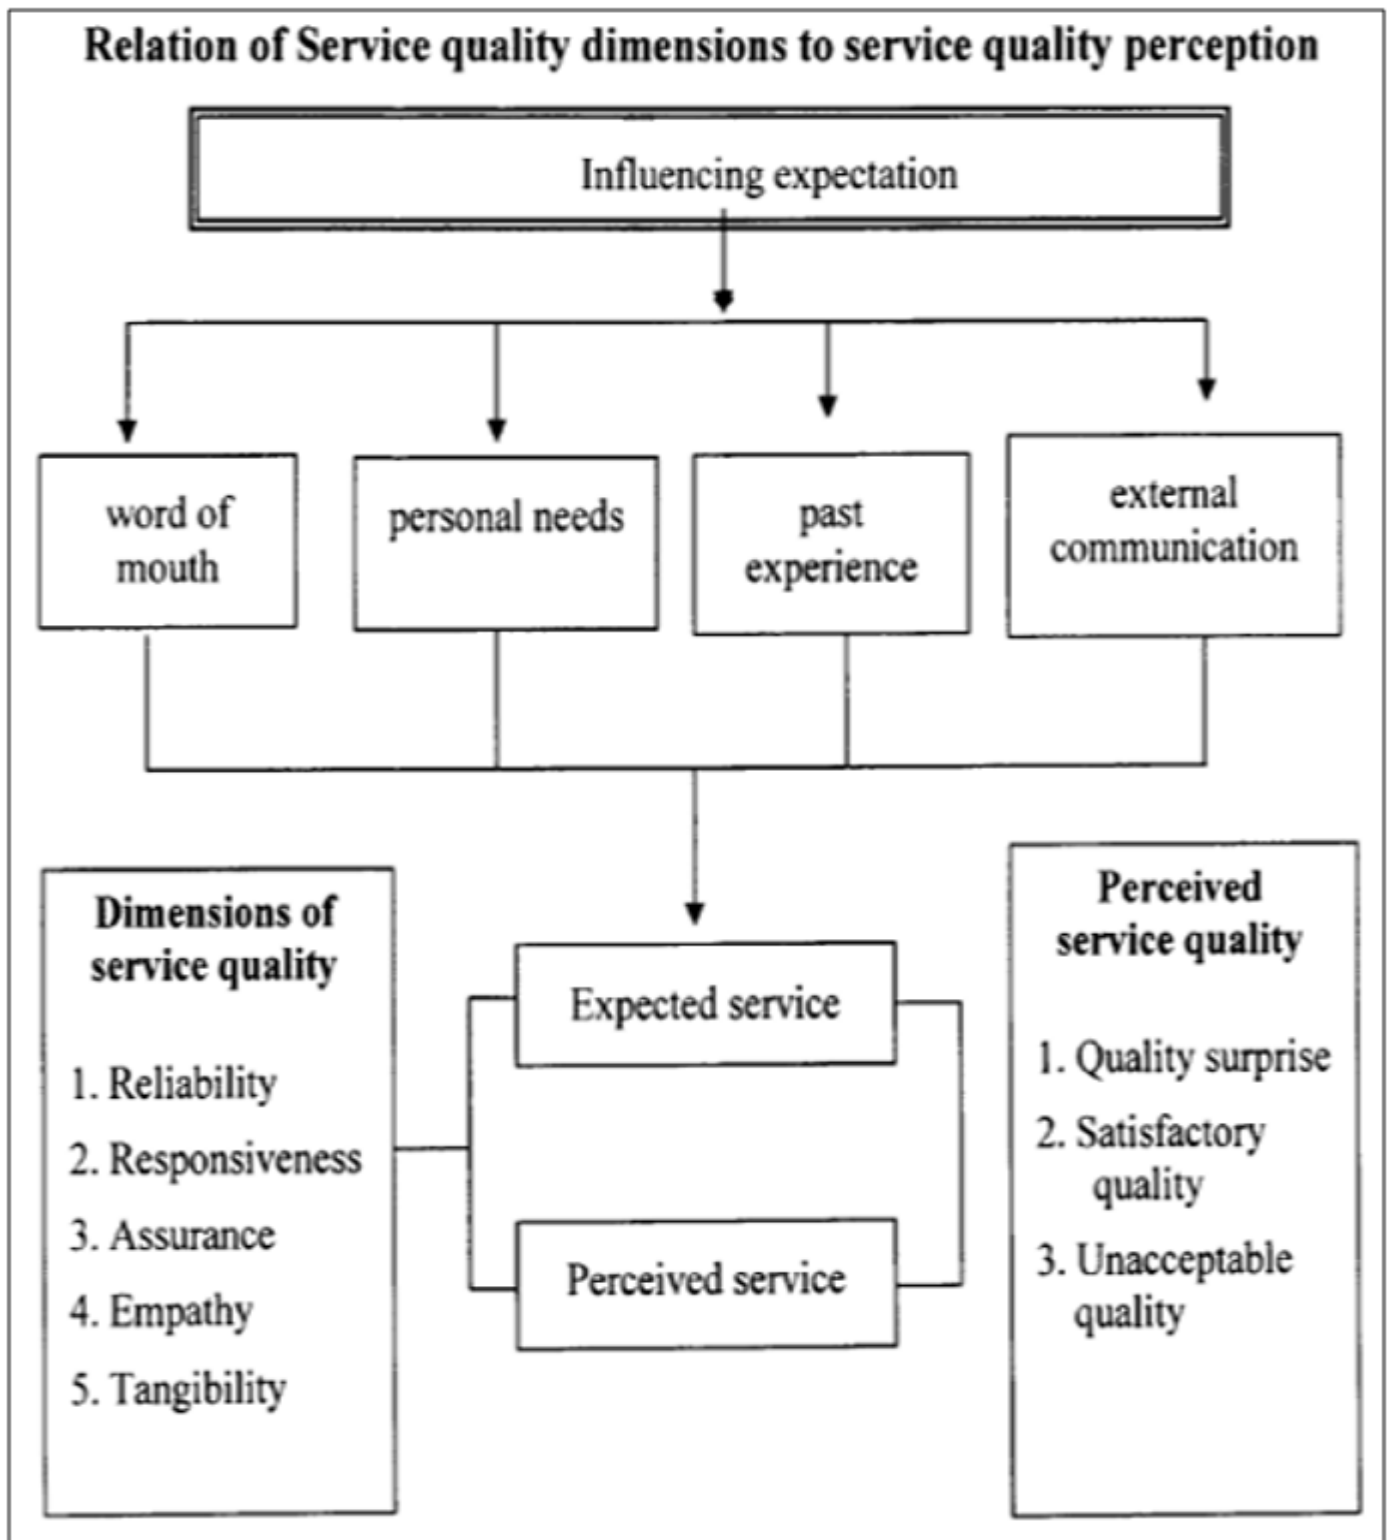 Relation of Service quality dimensions to service quality perception
Influencing expectation
word of
mouth
personal needs
past
experience
external
communication
Dimensions of
service quality
1. Reliability
2. Responsiveness
3. Assurance
4. Empathy
5. Tangibility
Expected service
Perceived service
Perceived
service quality
1. Quality surprise
2. Satisfactory
quality
3. Unacceptable
quality